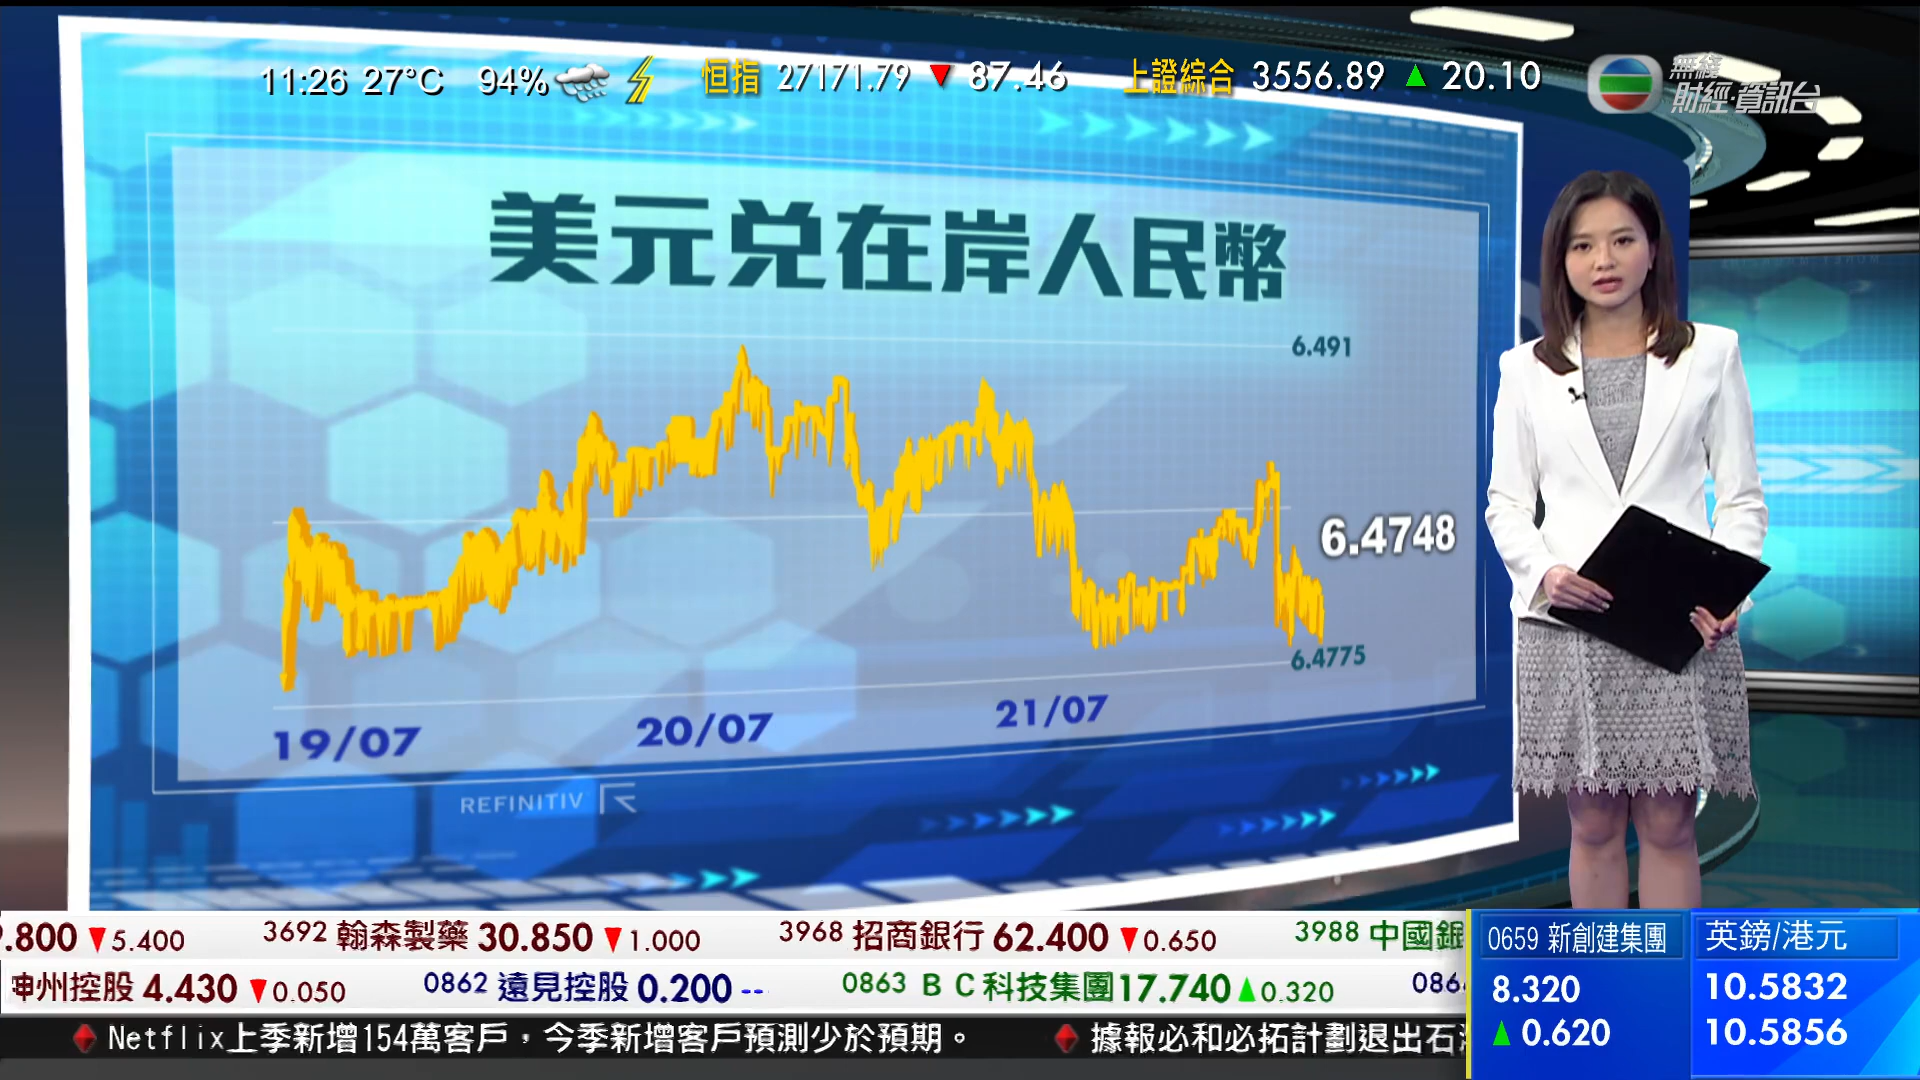 11:26 27°C 94% 恒指 27171.79 ▼ 87.46 上證綜合 3556.89 ▲ 20.10
無綫
財經·資訊台
美元兌在岸人民幣
6.491
6.4748
6.4775
19/07 20/07 21/07
REFINITIV
.800 ▼5.400 3692 翰森製藥 30.850 ▼1.000 3968 招商銀行 62.400 ▼0.650 3988 中國銀
神州控股 4.430 ▼0.050 0862 遠見控股 0.200 -- 0863 ＢＣ科技集團 17.740 ▲0.320 086
Netflix上季新增154萬客戶，今季新增客戶預測少於預期。 據報必和必拓計劃退出石
0659 新創建集團
8.320
▲ 0.620
英鎊/港元
10.5832
10.5856